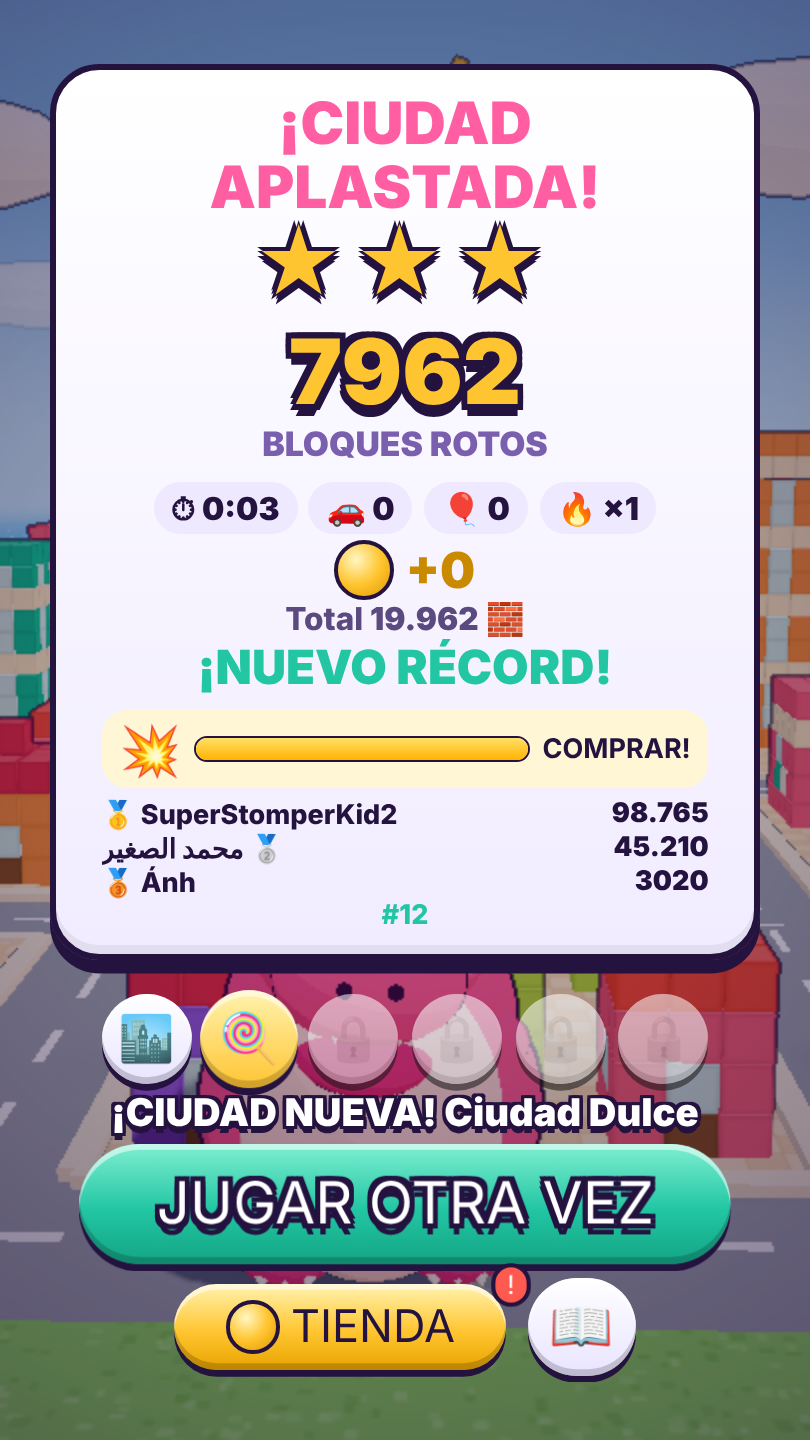 ¡CIUDAD
APLASTADA!
7962
BLOQUES ROTOS
⏱ 0:03 🚗 0 🎈 0 🔥 ×1
+0
Total 19.962 🧱
¡NUEVO RÉCORD!
💥 COMPRAR!
🥇 SuperStomperKid2 98.765
🥈 محمد الصغير 45.210
🥉 Ánh 3020
#12
¡CIUDAD NUEVA! Ciudad Dulce
JUGAR OTRA VEZ
!
TIENDA